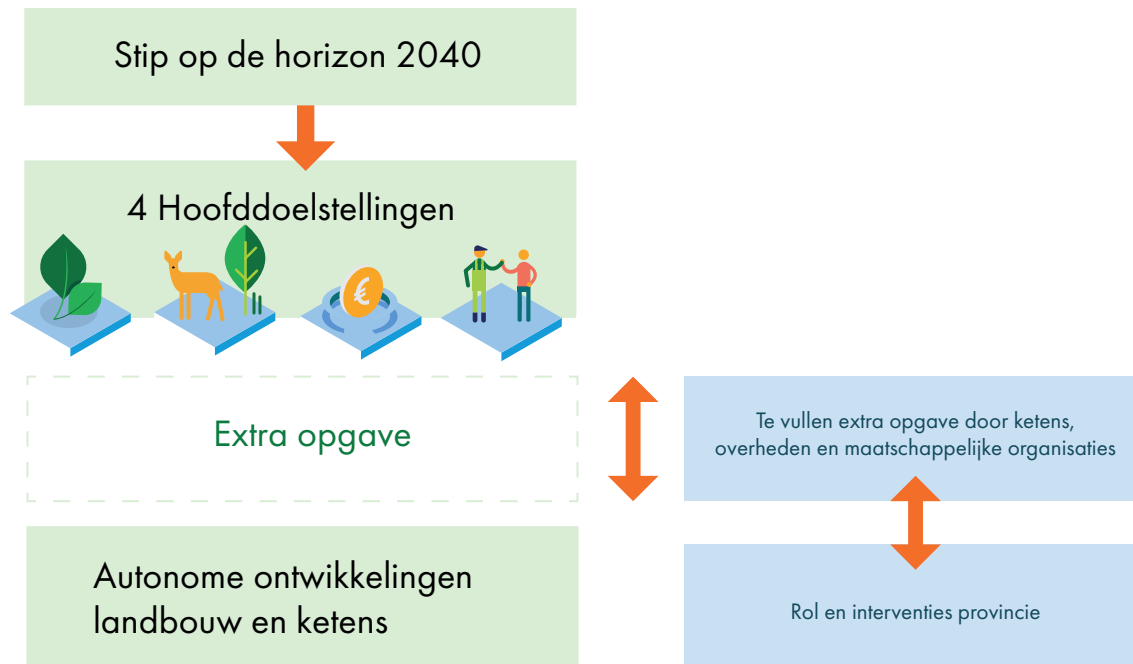 Stip op de horizon 2040
4 Hoofddoelstellingen
€
Extra opgave
Te vullen extra opgave door ketens,
overheden en maatschappelijke organisaties
Autonome ontwikkelingen
landbouw en ketens
Rol en interventies provincie